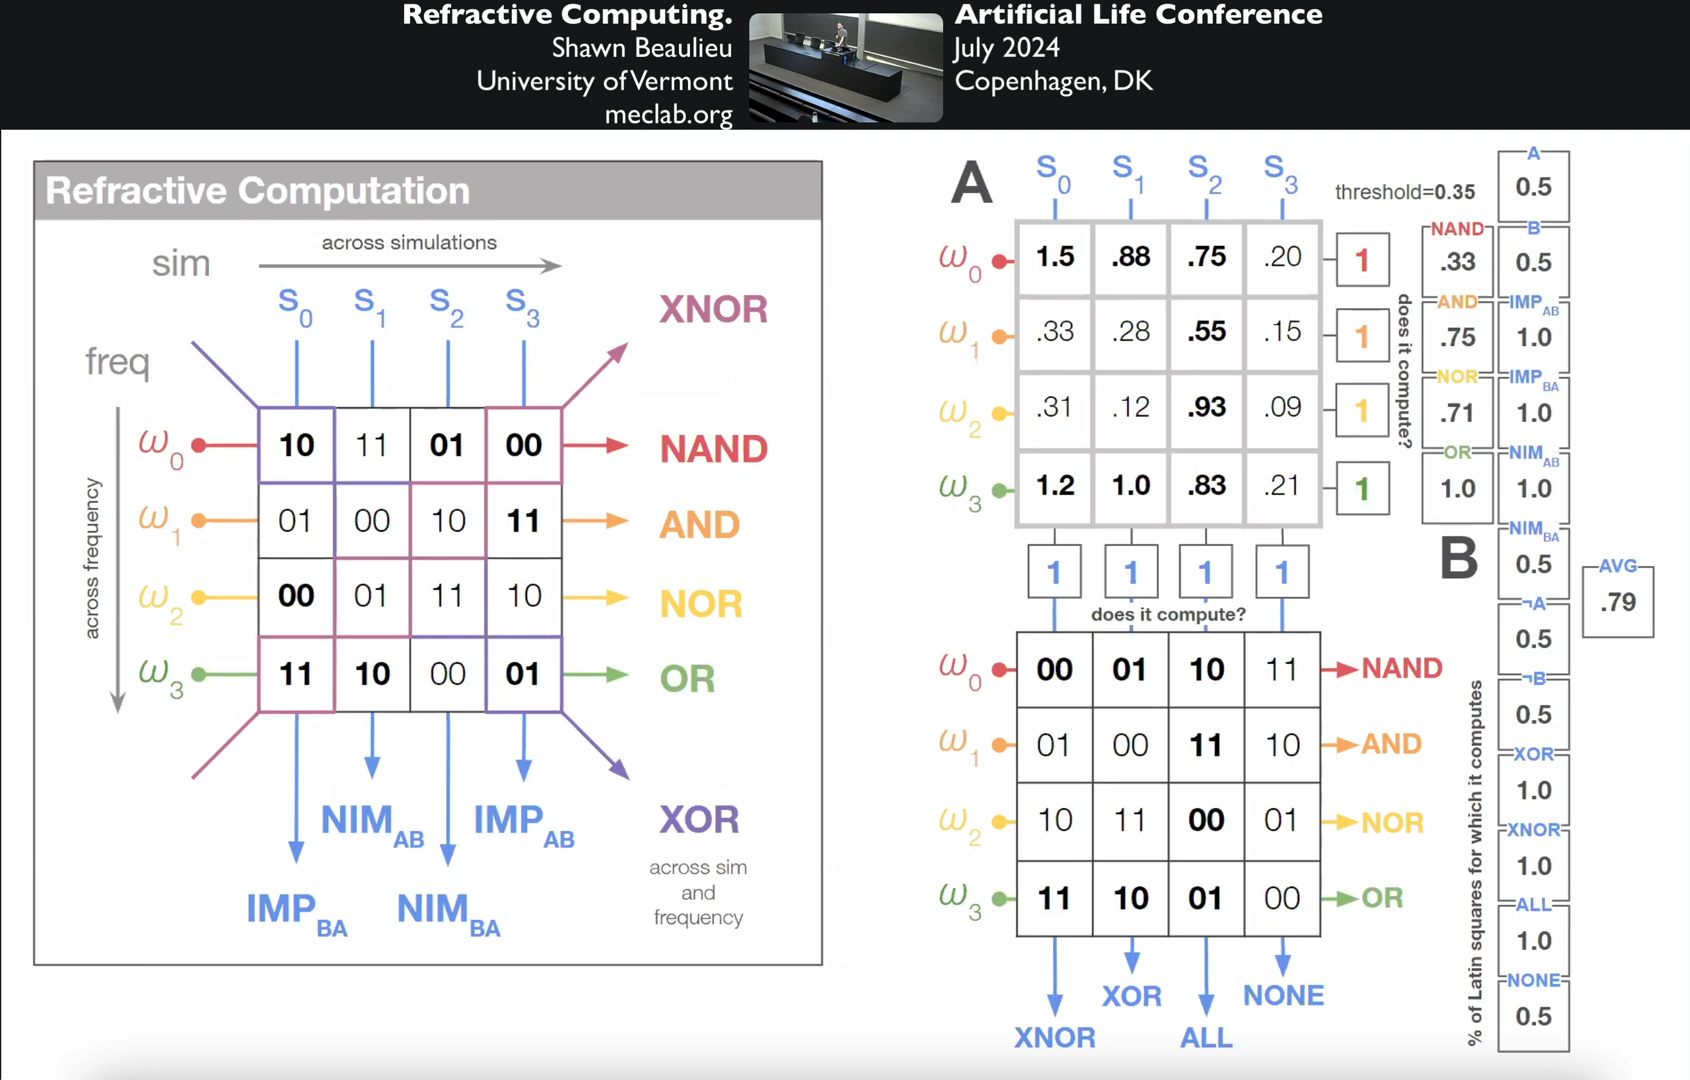 Refractive Computing.
Shawn Beaulieu
University of Vermont
meclab.org
Artificial Life Conference
July 2024
Copenhagen, DK
Refractive Computation
across simulations
sim
S0 S1 S2 S3
XNOR
freq
across frequency
ω0 10 11 01 00 NAND
ω1 01 00 10 11 AND
ω2 00 01 11 10 NOR
ω3 11 10 00 01 OR
NIMAB IMPAB XOR
IMPBA NIMBA
across sim
and
frequency
A
S0 S1 S2 S3
threshold=0.35
ω0 1.5 .88 .75 .20 1
ω1 .33 .28 .55 .15 1
ω2 .31 .12 .93 .09 1
ω3 1.2 1.0 .83 .21 1
does it compute?
1 1 1 1
does it compute?
ω0 00 01 10 11 NAND
ω1 01 00 11 10 AND
ω2 10 11 00 01 NOR
ω3 11 10 01 00 OR
XOR NONE
XNOR ALL
B
% of Latin squares for which it computes
NAND
.33
AND
.75
NOR
.71
OR
1.0
A
0.5
B
0.5
IMPAB
1.0
IMPBA
1.0
NIMAB
1.0
NIMBA
0.5
¬A
0.5
¬B
0.5
XOR
1.0
XNOR
1.0
ALL
1.0
NONE
0.5
AVG
.79